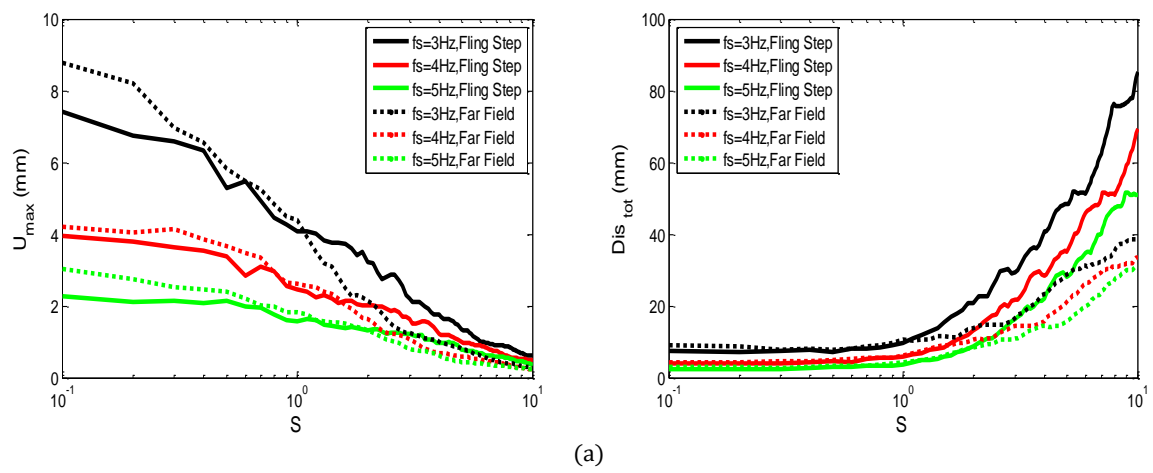 10
8
6
4
2
0
U max (mm)
10-1
100
101
S
fs=3Hz,Fling Step
fs=4Hz,Fling Step
fs=5Hz,Fling Step
fs=3Hz,Far Field
fs=4Hz,Far Field
fs=5Hz,Far Field
100
80
60
40
20
0
Dis tot (mm)
10-1
100
101
S
fs=3Hz,Fling Step
fs=4Hz,Fling Step
fs=5Hz,Fling Step
fs=3Hz,Far Field
fs=4Hz,Far Field
fs=5Hz,Far Field
(a)